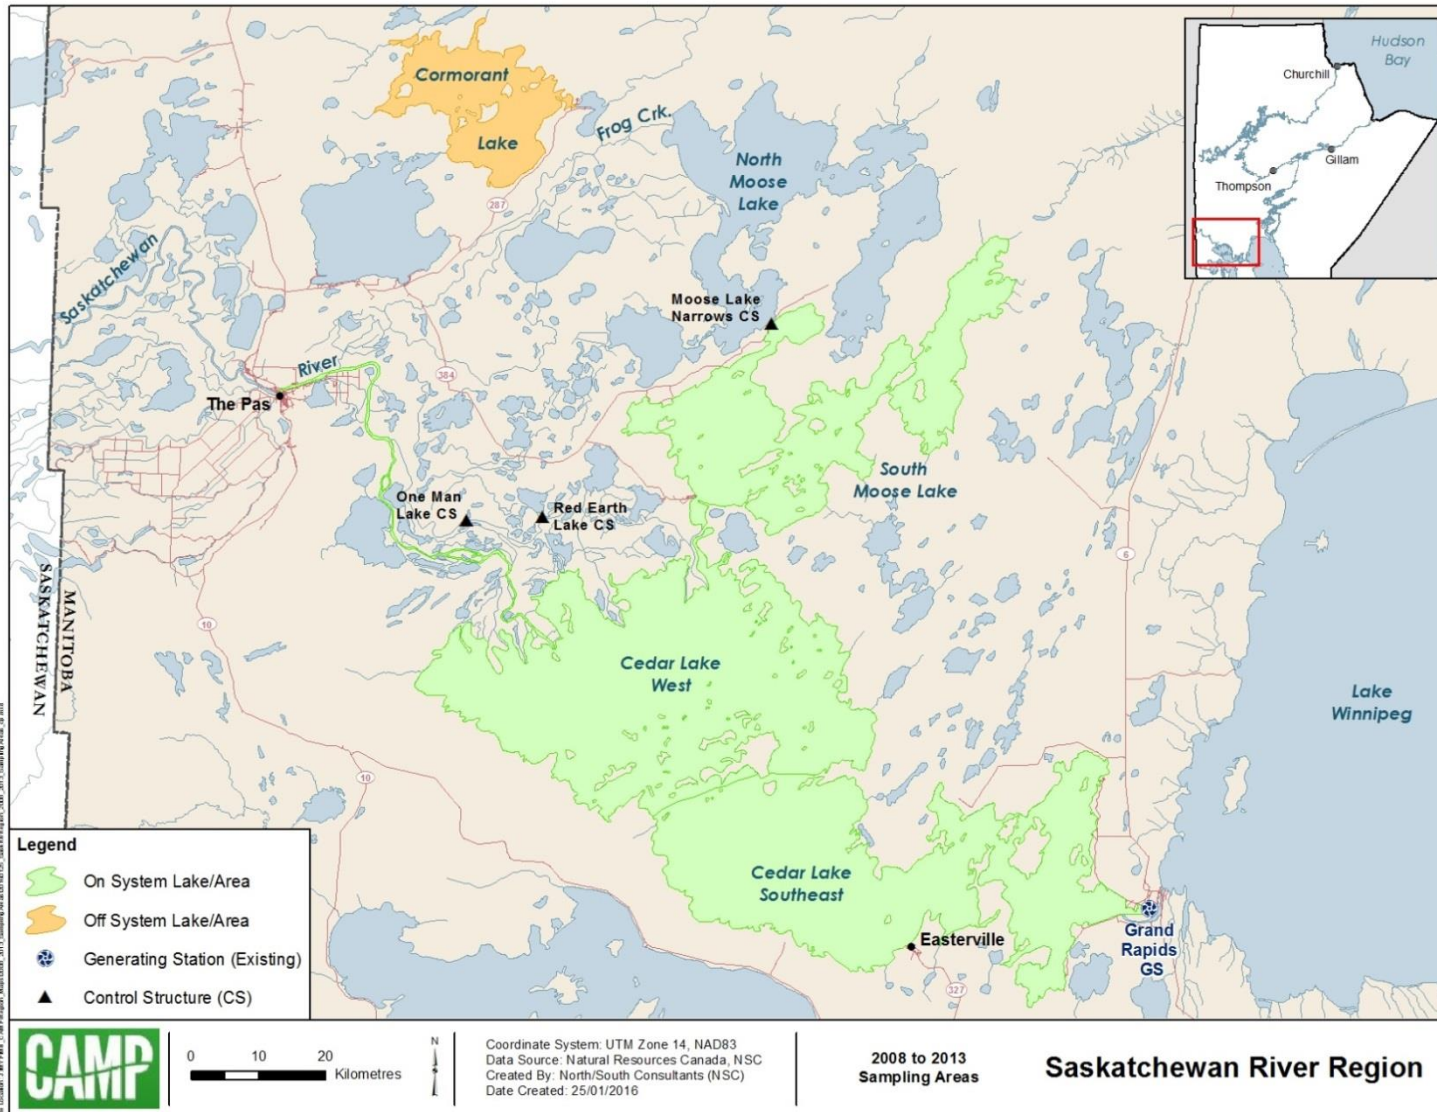 Cormorant
Lake
Frog Crk.
North
Moose
Lake
Hudson
Bay
Churchill
Gillam
Thompson
287
Saskatchewan
River
Moose Lake
Narrows CS
384
The Pas
South
Moose Lake
One Man
Lake CS
Red Earth
Lake CS
6
SASKATCHEWAN
MANITOBA
10
Cedar Lake
West
Lake
Winnipeg
10
Cedar Lake
Southeast
Easterville
Grand
Rapids
GS
327
Legend
On System Lake/Area
Off System Lake/Area
Generating Station (Existing)
Control Structure (CS)
CAMP
0 10 20
Kilometres
N
Coordinate System: UTM Zone 14, NAD83
Data Source: Natural Resources Canada, NSC
Created By: North/South Consultants (NSC)
Date Created: 25/01/2016
2008 to 2013
Sampling Areas
Saskatchewan River Region